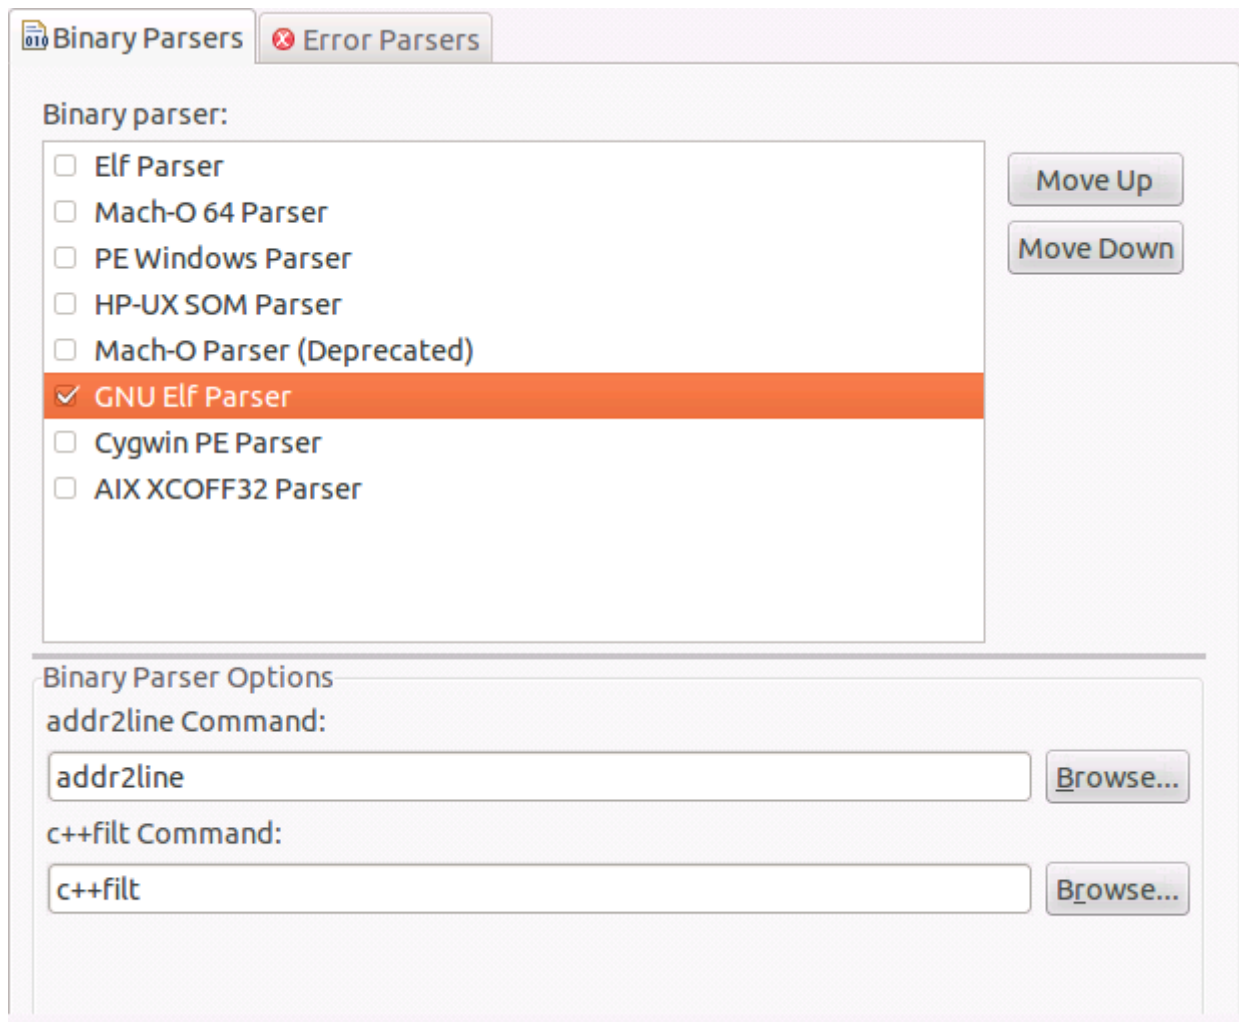 Binary Parsers
Error Parsers
Binary parser:
Elf Parser
Mach-O 64 Parser
PE Windows Parser
HP-UX SOM Parser
Mach-O Parser (Deprecated)
GNU Elf Parser
Cygwin PE Parser
AIX XCOFF32 Parser
Move Up
Move Down
Binary Parser Options
addr2line Command:
addr2line
Browse...
c++filt Command:
c++filt
Browse...